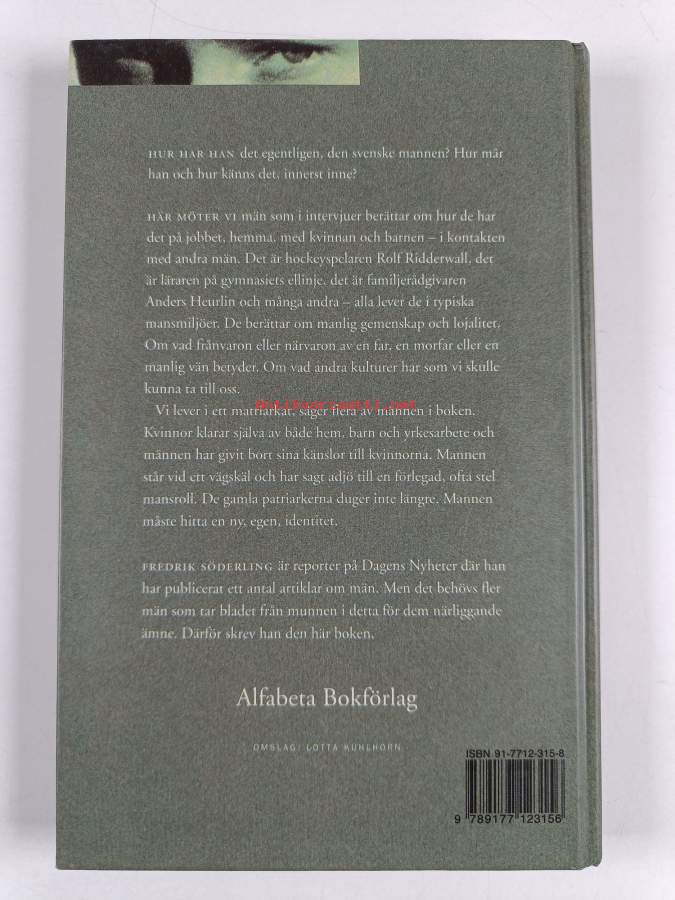 HUR HAR HAN det egentligen, den svenske mannen? Hur mår
han och hur känns det, innerst inne?
HÄR MÖTER VI män som i intervjuer berättar om hur de har
det på jobbet, hemma, med kvinnan och barnen – i kontakten
med andra män. Det är hockeyspelaren Rolf Ridderwall, det
är läraren på gymnasiets ellinje, det är familjerådgivaren
Anders Heurlin och många andra – alla lever de i typiska
mansmiljöer. De berättar om manlig gemenskap och lojalitet.
Om vad frånvaron eller närvaron av en far, en morfar eller en
manlig vän betyder. Om vad andra kulturer har som vi skulle
kunna ta till oss.
Vi lever i ett matriarkat, säger flera av männen i boken.
Kvinnor klarar själva av både hem, barn och yrkesarbete och
männen har givit bort sina känslor till kvinnorna. Mannen
står vid ett vägskäl och har sagt adjö till en förlegad, ofta stel
mansroll. De gamla patriarkerna duger inte längre. Mannen
måste hitta en ny, egen, identitet.
FREDRIK SÖDERLING är reporter på Dagens Nyheter där han
har publicerat ett antal artiklar om män. Men det behövs fler
män som tar bladet från munnen i detta för dem närliggande
ämne. Därför skrev han den här boken.
Alfabeta Bokförlag
OMSLAG: LOTTA KÜHLHORN
ISBN 91-7712-315-8
9 789177 123156